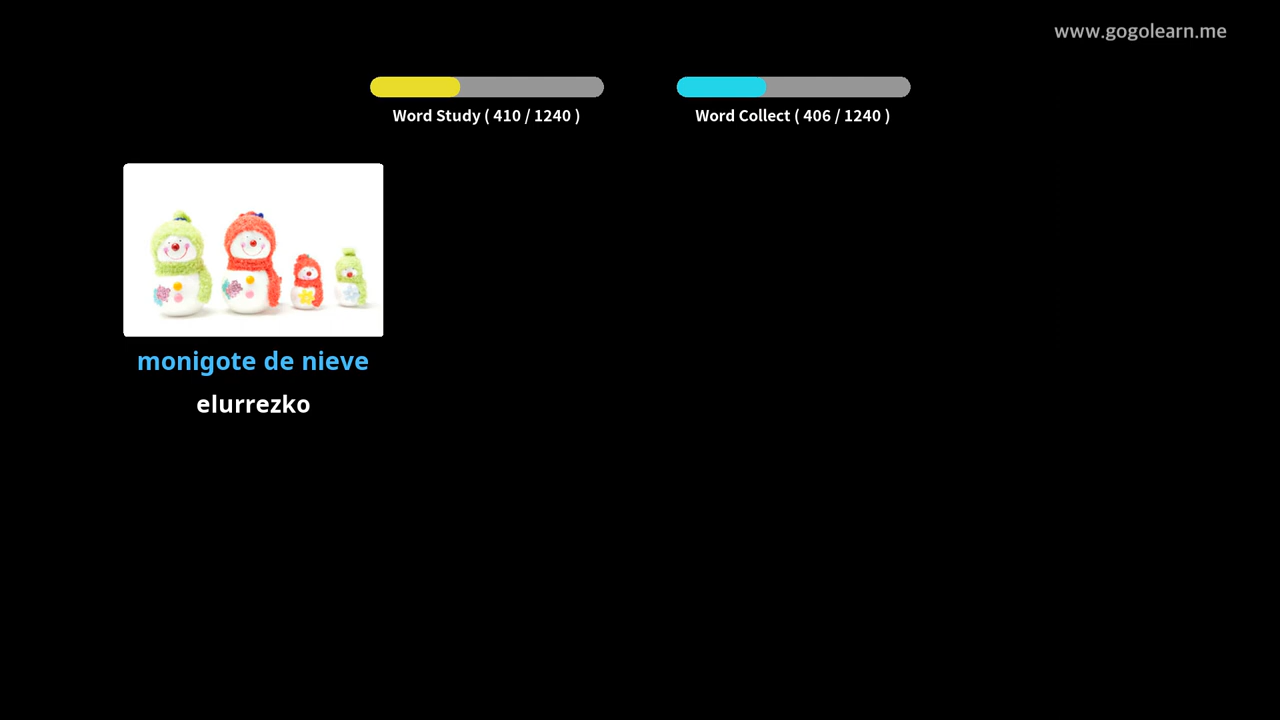 www.gogolearn.me
Word Study ( 410 / 1240 )
Word Collect ( 406 / 1240 )
monigote de nieve
elurrezko